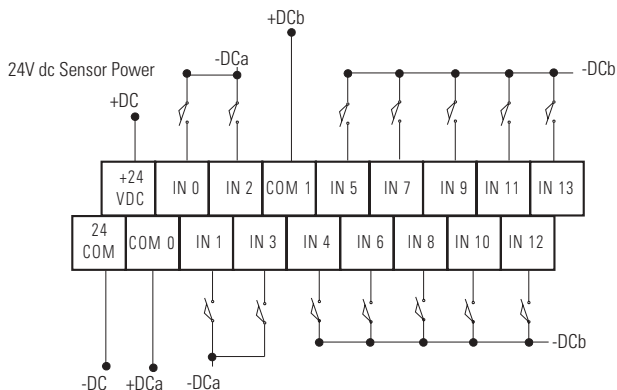 +DCb
-DCa
24V dc Sensor Power
-DCb
+DC
+24 VDC
IN 0
IN 2
COM 1
IN 5
IN 7
IN 9
IN 11
IN 13
24 COM
COM 0
IN 1
IN 3
IN 4
IN 6
IN 8
IN 10
IN 12
-DCb
-DC
+DCa
-DCa